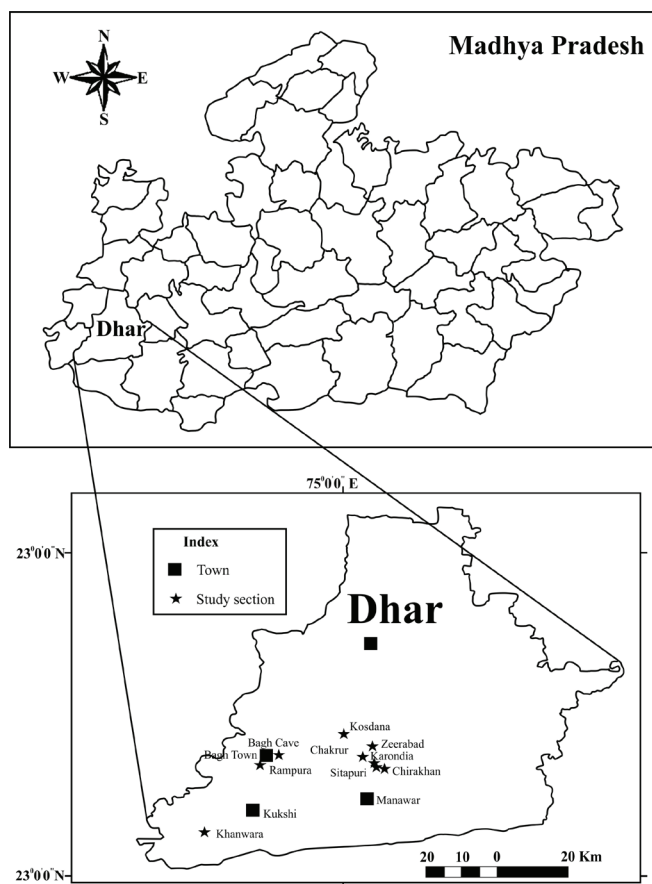 Madhya Pradesh
N
W E
S
Dhar
75°0'0" E
23°0'0"N
Index
Town
Study section
Dhar
Kosdana
Bagh Cave
Zeerabad
Chakrur
Bagh Town
Karondia
Rampura
Sitapuri
Chirakhan
Manawar
Kukshi
Khanwara
23°0'0"N
20 10 0 20 Km